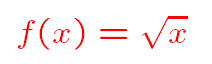 f(x) = √x